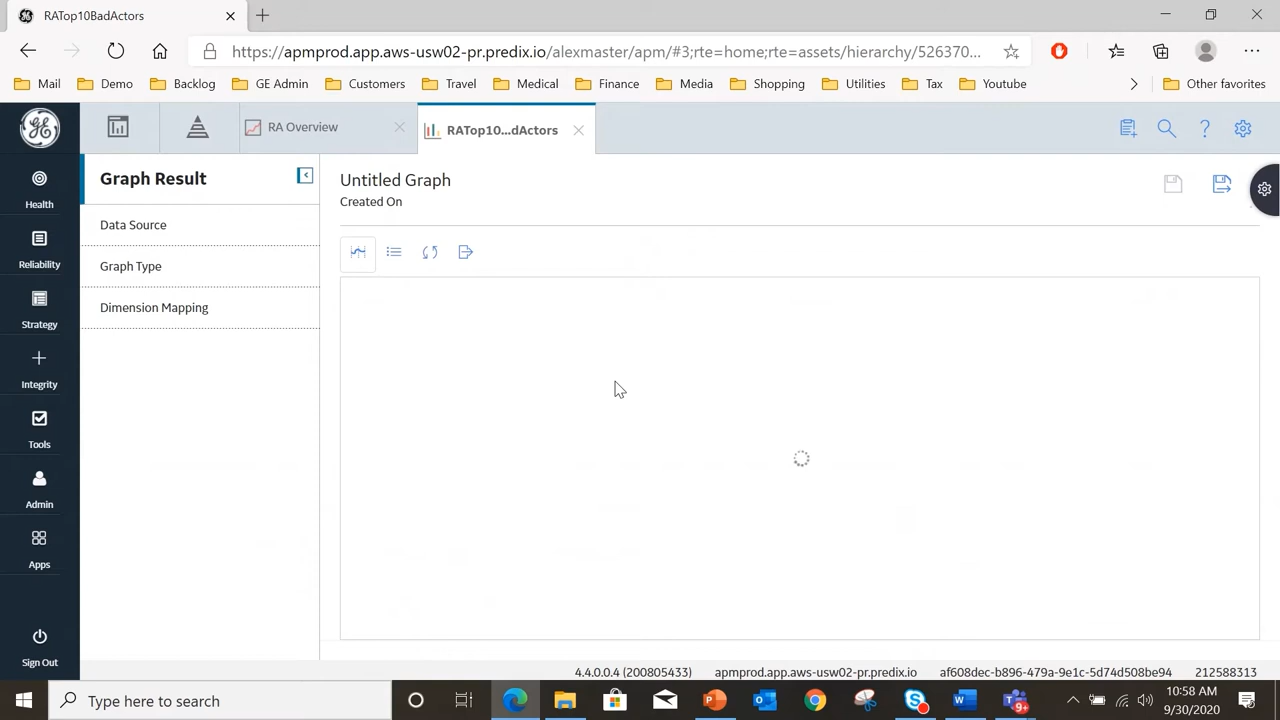 RATop10BadActors
https://apmprod.app.aws-usw02-pr.predix.io/alexmaster/apm/#3;rte=home;rte=assets/hierarchy/526370...
Mail Demo Backlog GE Admin Customers Travel Medical Finance Media Shopping Utilities Tax Youtube Other favorites
RA Overview RATop10...dActors
Graph Result
Data Source
Graph Type
Dimension Mapping
Untitled Graph
Created On
Health
Reliability
Strategy
Integrity
Tools
Admin
Apps
Sign Out
4.4.0.0.4 (200805433) apmprod.app.aws-usw02-pr.predix.io af608dec-b896-479a-9e1c-5d74d508be94 212588313
Type here to search
9+
10:58 AM
9/30/2020